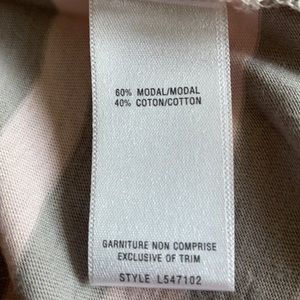 60% MODAL/MODAL
40% COTON/COTTON
GARNITURE NON COMPRISE
EXCLUSIVE OF TRIM
STYLE L547102